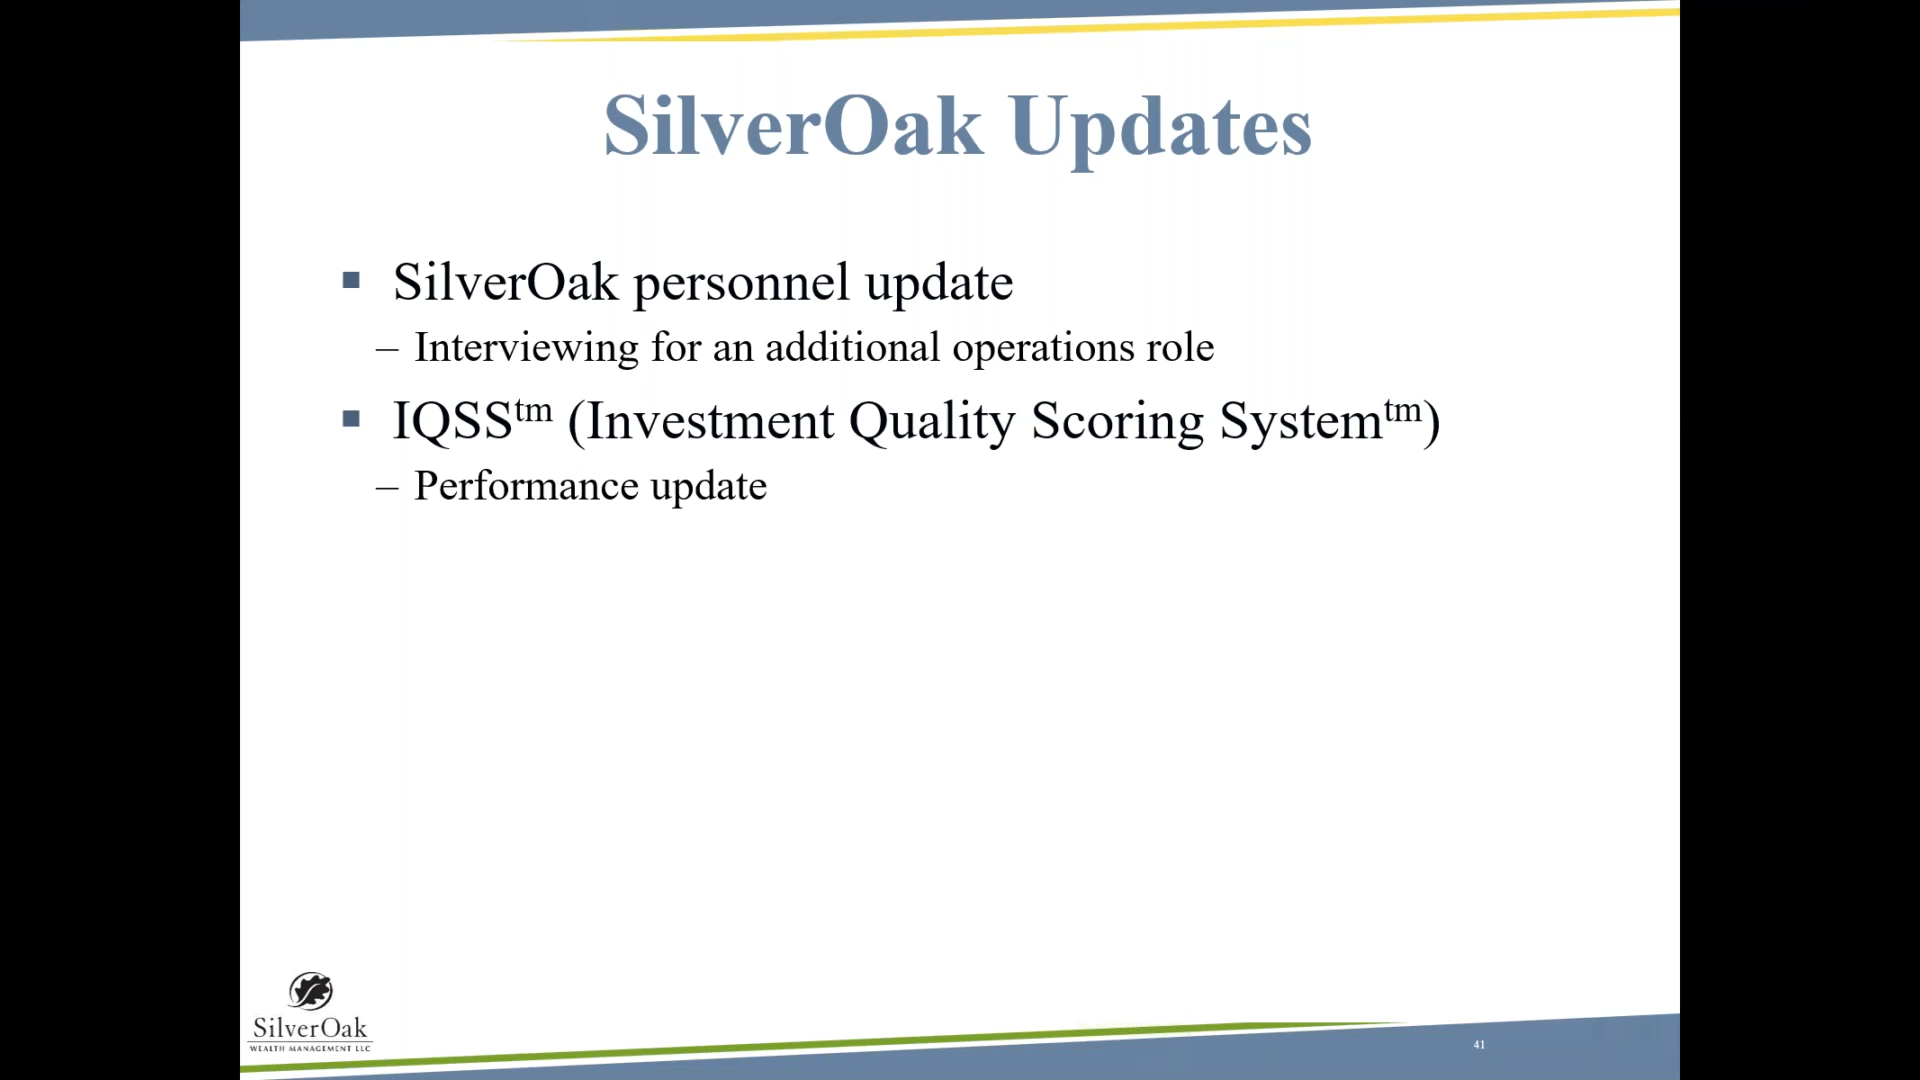 SilverOak Updates
▪ SilverOak personnel update
– Interviewing for an additional operations role
▪ IQSStm (Investment Quality Scoring Systemtm)
– Performance update
SilverOak
WEALTH MANAGEMENT LLC
41